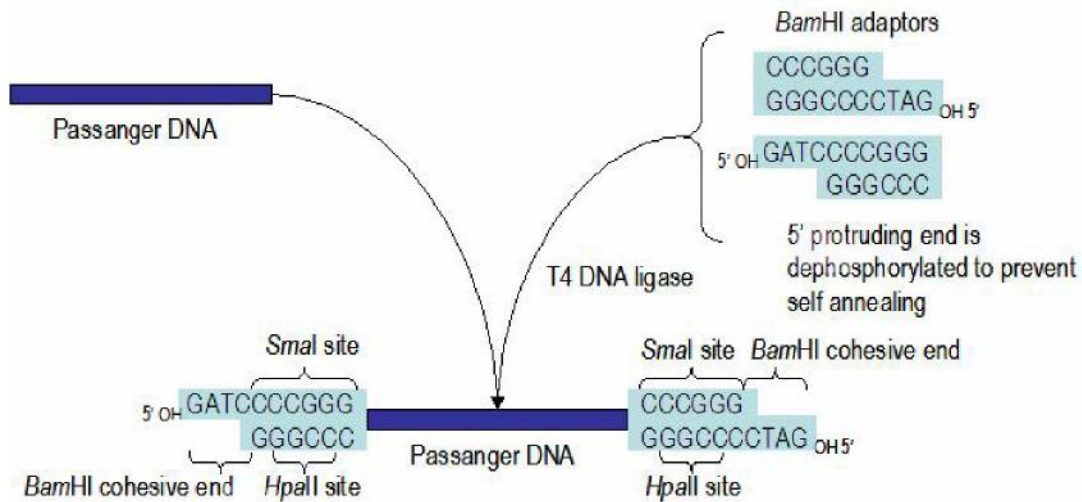 BamHI adaptors
CCCGGG
GGGCCCCTAG OH 5'
5' OH GATCCCCGGG
GGGCCC
Passanger DNA
5' protruding end is
dephosphorylated to prevent
self annealing
T4 DNA ligase
SmaI site
SmaI site BamHI cohesive end
5' OH GATCCCCGGG
GGGCCC
CCCGGG
GGGCCCCTAG OH 5'
Passanger DNA
BamHI cohesive end HpaII site
HpaII site